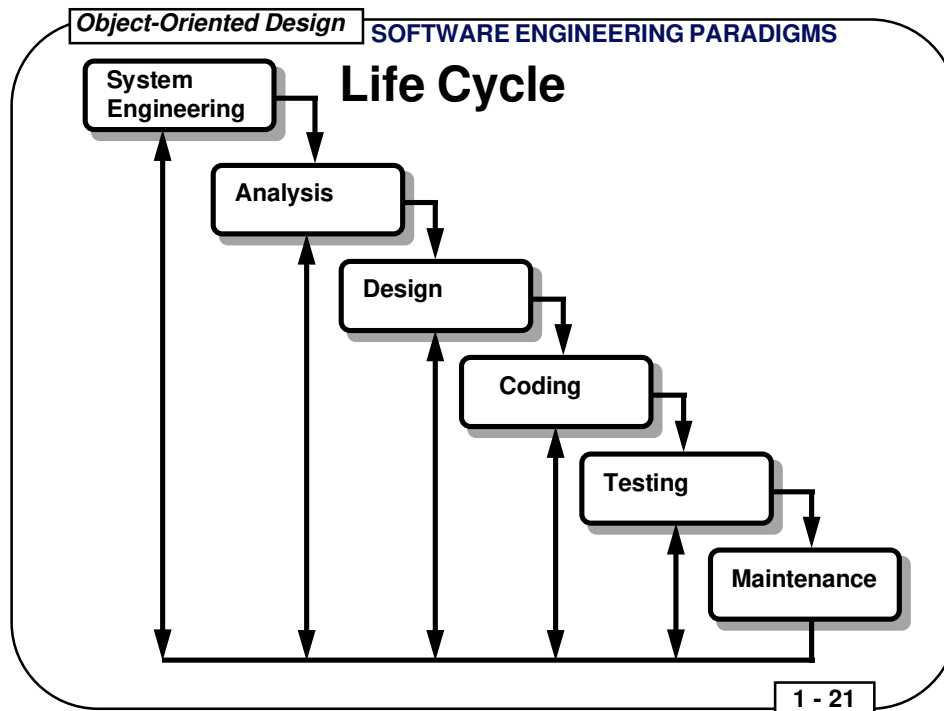 Object-Oriented Design
SOFTWARE ENGINEERING PARADIGMS
Life Cycle
System
Engineering
Analysis
Design
Coding
Testing
Maintenance
1 - 21